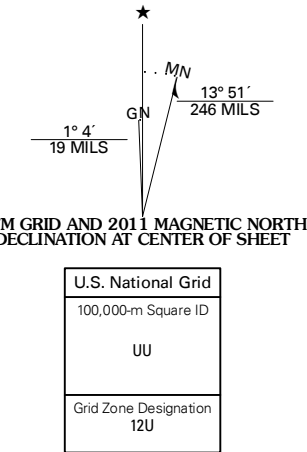 ★
MN
GN
13° 51´
246 MILS
1° 4´
19 MILS
M GRID AND 2011 MAGNETIC NORTH
DECLINATION AT CENTER OF SHEET
U.S. National Grid
100,000-m Square ID
UU
Grid Zone Designation
12U